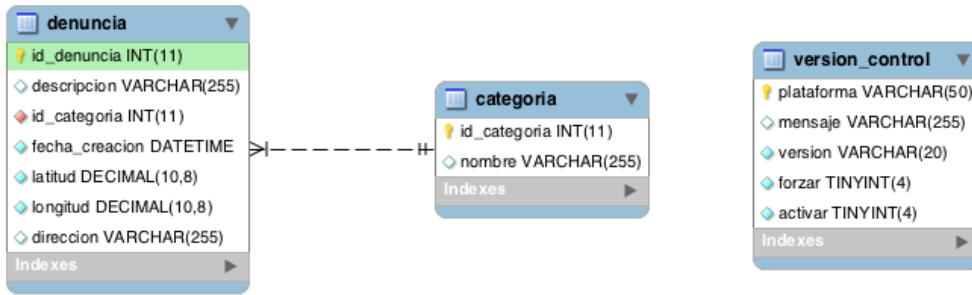 denuncia
id_denuncia INT(11)
descripcion VARCHAR(255)
id_categoria INT(11)
fecha_creacion DATETIME
latitud DECIMAL(10,8)
longitud DECIMAL(10,8)
direccion VARCHAR(255)
Indexes
categoria
id_categoria INT(11)
nombre VARCHAR(255)
Indexes
version_control
plataforma VARCHAR(50)
mensaje VARCHAR(255)
version VARCHAR(20)
forzar TINYINT(4)
activar TINYINT(4)
Indexes